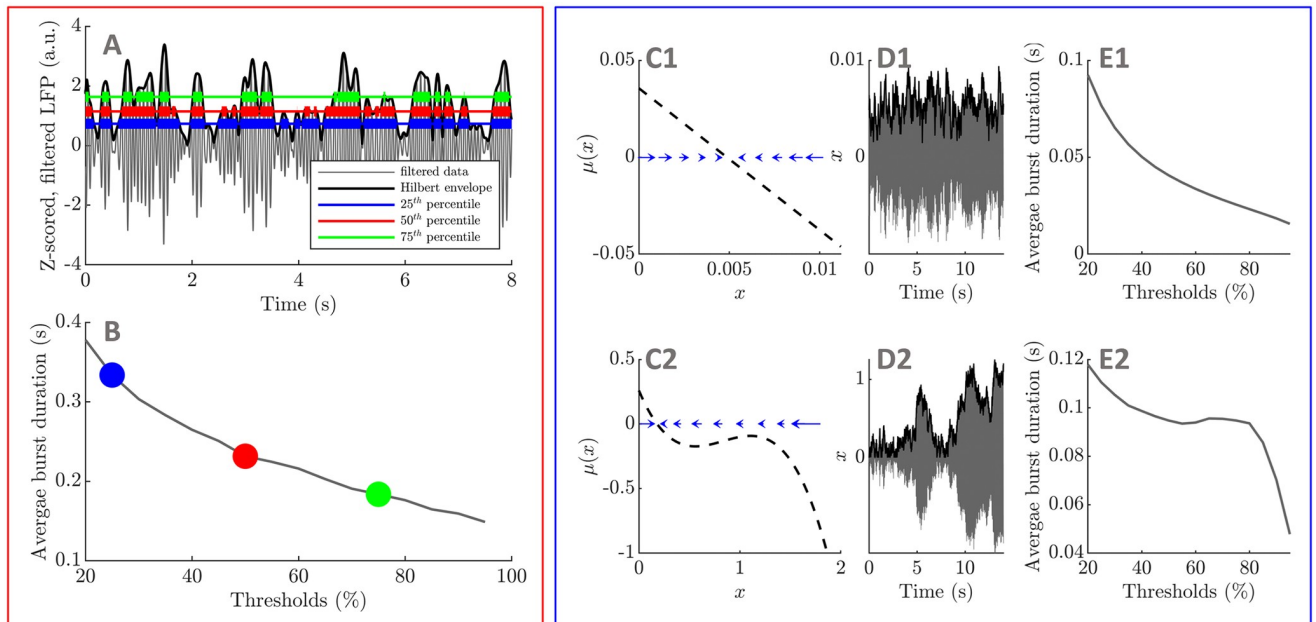 A
Z-scored, filtered LFP (a.u.)
4
2
0
-2
-4
filtered data
Hilbert envelope
25th percentile
50th percentile
75th percentile
0 2 4 6 8
Time (s)
B
Avergae burst duration (s)
0.4
0.3
0.2
0.1
20 40 60 80 100
Thresholds (%)
C1
μ(x)
0.05
0
-0.05
0 0.005 0.01
x
D1
x
0.01
0
0 5 10
Time (s)
E1
Avergae burst duration (s)
0.1
0.05
0
20 40 60 80
Thresholds (%)
C2
μ(x)
0.5
0
-0.5
-1
0 1 2
x
D2
x
1
0
0 5 10
Time (s)
E2
Avergae burst duration (s)
0.12
0.1
0.08
0.06
0.04
20 40 60 80
Thresholds (%)